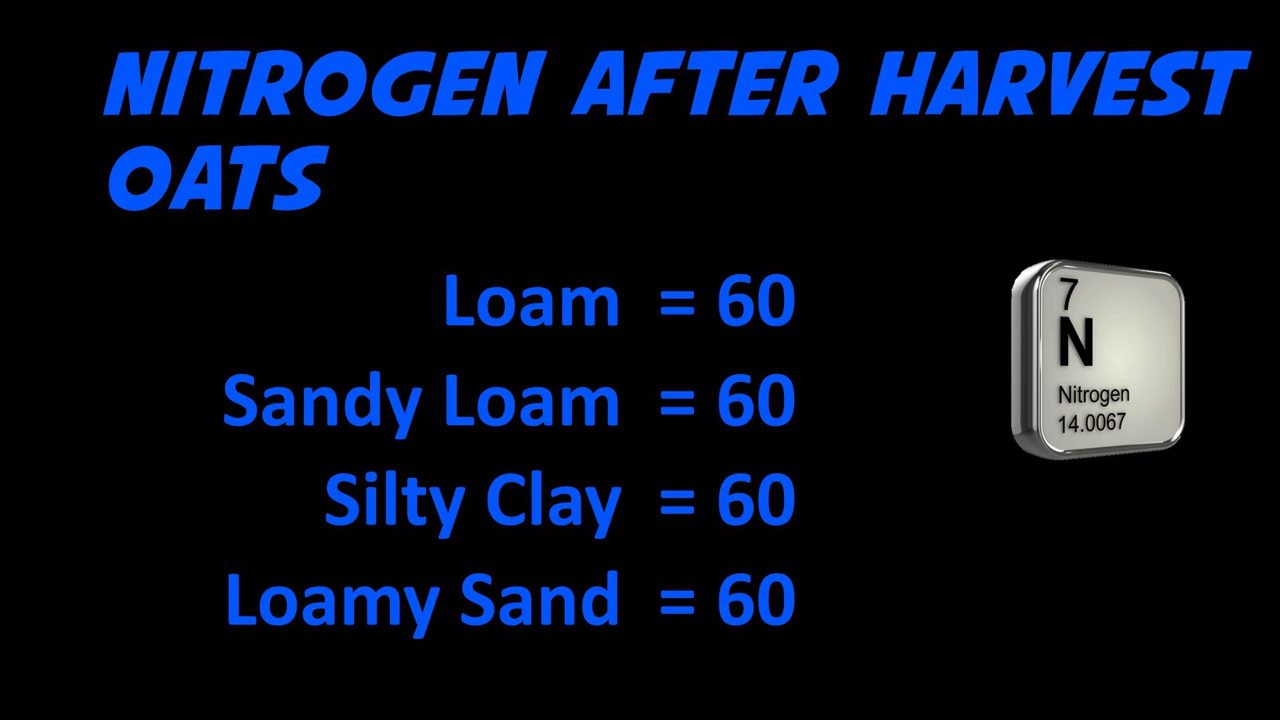 NITROGEN AFTER HARVEST
OATS
Loam = 60
Sandy Loam = 60
Silty Clay = 60
Loamy Sand = 60
7
N
Nitrogen
14.0067